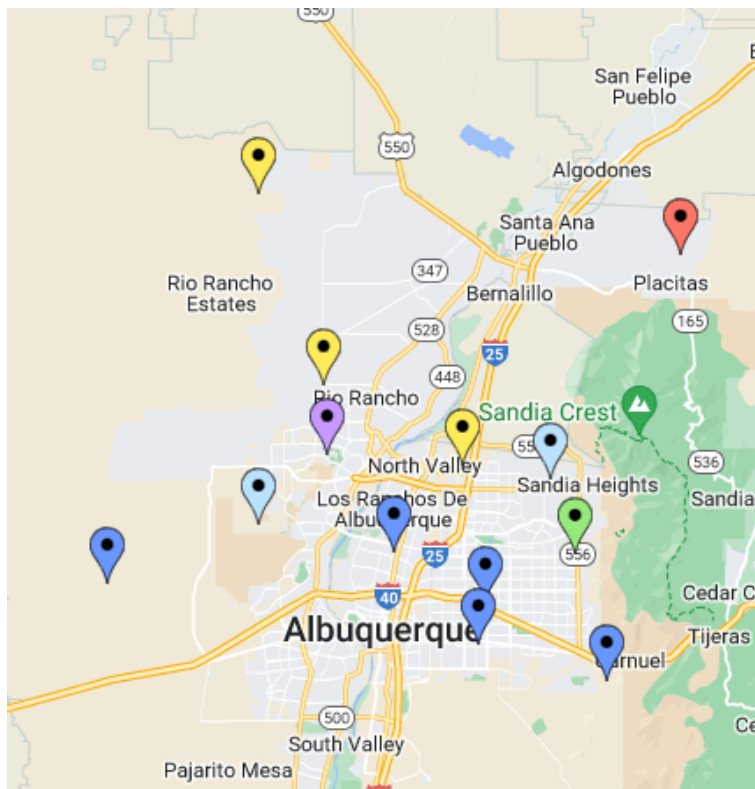 550
San Felipe
Pueblo
550
Algodones
Santa Ana
Pueblo
Rio Rancho
Estates
347
Placitas
Bernalillo
165
528
25
448
Rio Rancho
Sandia Crest
North Valley
536
Sandia Heights
Sandia
Los Ranchos De
Albuquerque
25
556
40
Cedar C
Albuquerque
Tijeras
Carnuel
500
South Valley
Ce
Pajarito Mesa